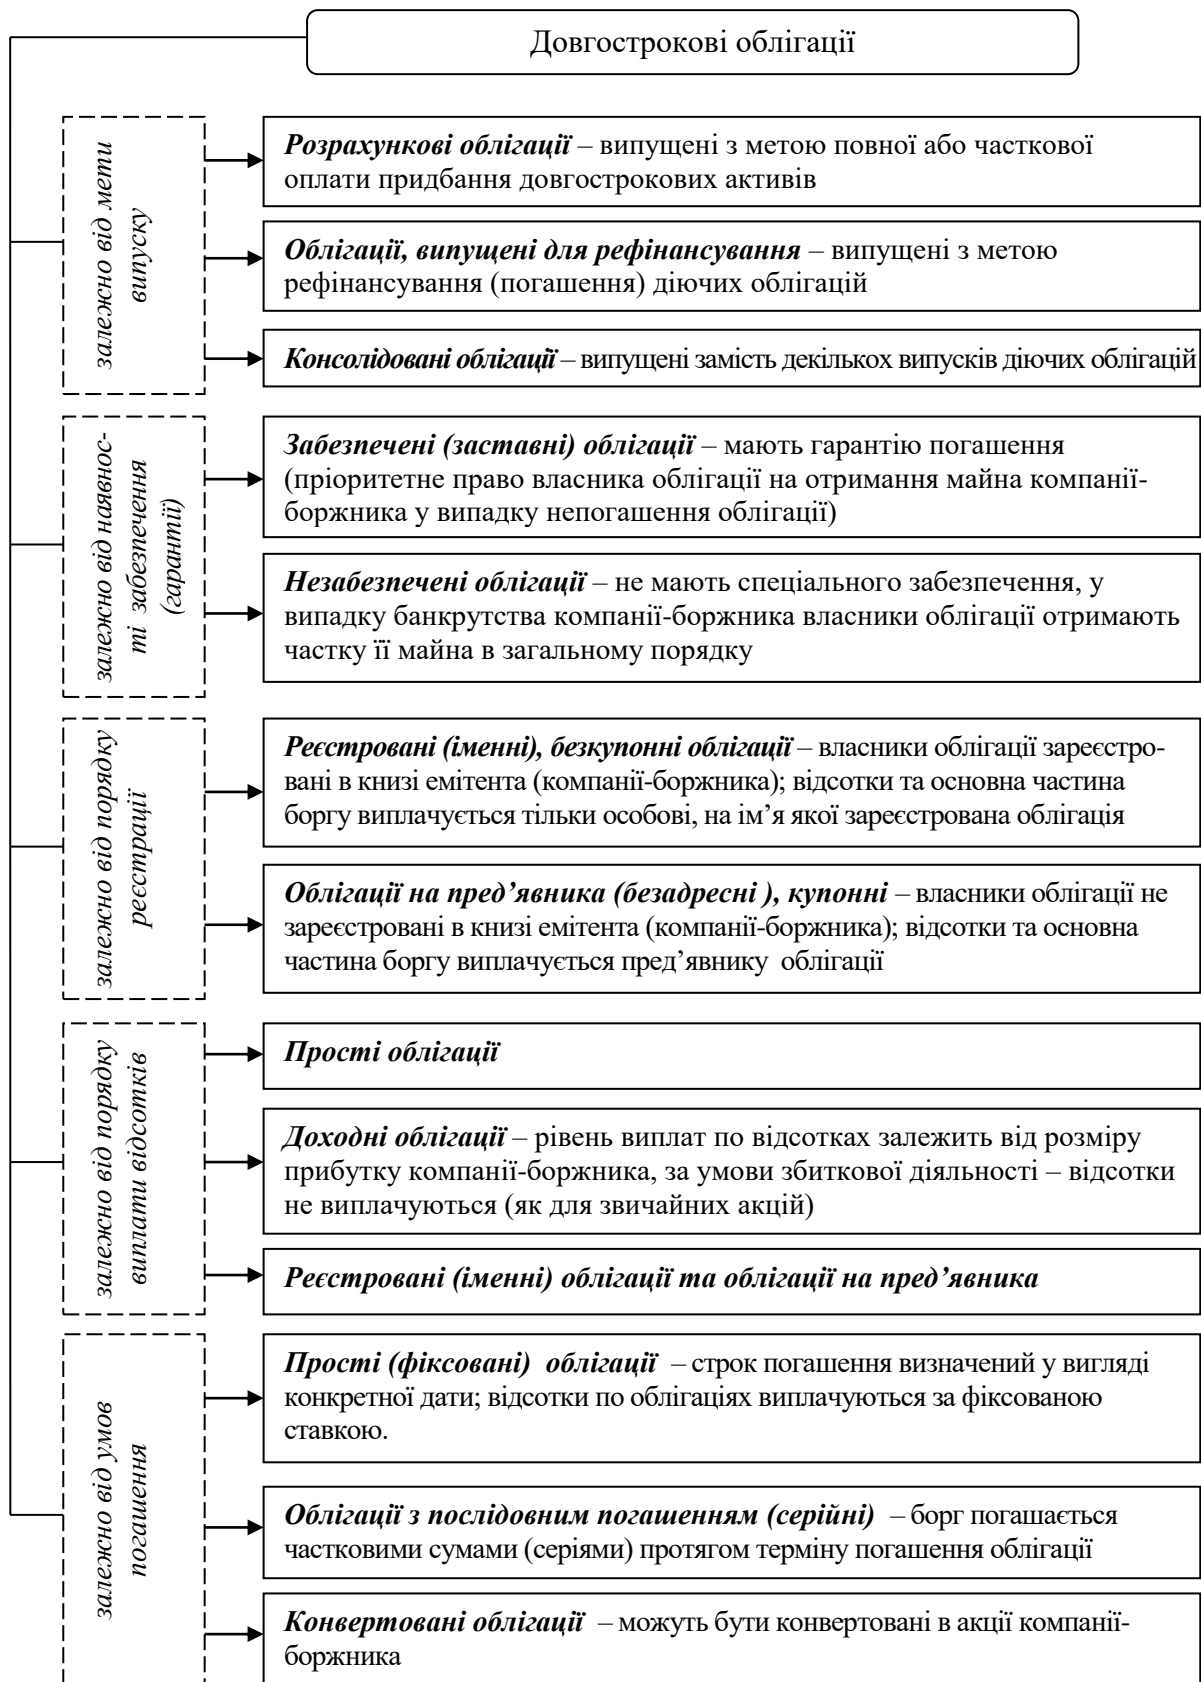 Довгострокові облігації
залежно від мети
випуску
Розрахункові облігації – випущені з метою повної або часткової
оплати придбання довгострокових активів
Облігації, випущені для рефінансування – випущені з метою
рефінансування (погашення) діючих облігацій
Консолідовані облігації – випущені замість декількох випусків діючих облігацій
залежно від наявнос-
ті забезпечення
(гарантії)
Забезпечені (заставні) облігації – мають гарантію погашення
(пріоритетне право власника облігації на отримання майна компанії-
боржника у випадку непогашення облігації)
Незабезпечені облігації – не мають спеціального забезпечення, у
випадку банкрутства компанії-боржника власники облігації отримають
частку її майна в загальному порядку
залежно від порядку
реєстрації
Реєстровані (іменні), безкупонні облігації – власники облігації зареєстро-
вані в книзі емітента (компанії-боржника); відсотки та основна частина
боргу виплачується тільки особові, на ім’я якої зареєстрована облігація
Облігації на пред’явника (безадресні ), купонні – власники облігації не
зареєстровані в книзі емітента (компанії-боржника); відсотки та основна
частина боргу виплачується пред’явнику облігації
залежно від порядку
виплати відсотків
Прості облігації
Доходні облігації – рівень виплат по відсотках залежить від розміру
прибутку компанії-боржника, за умови збиткової діяльності – відсотки
не виплачуються (як для звичайних акцій)
Реєстровані (іменні) облігації та облігації на пред’явника
залежно від умов
погашення
Прості (фіксовані) облігації – строк погашення визначений у вигляді
конкретної дати; відсотки по облігаціях виплачуються за фіксованою
ставкою.
Облігації з послідовним погашенням (серійні) – борг погашається
частковими сумами (серіями) протягом терміну погашення облігації
Конвертовані облігації – можуть бути конвертовані в акції компанії-
боржника